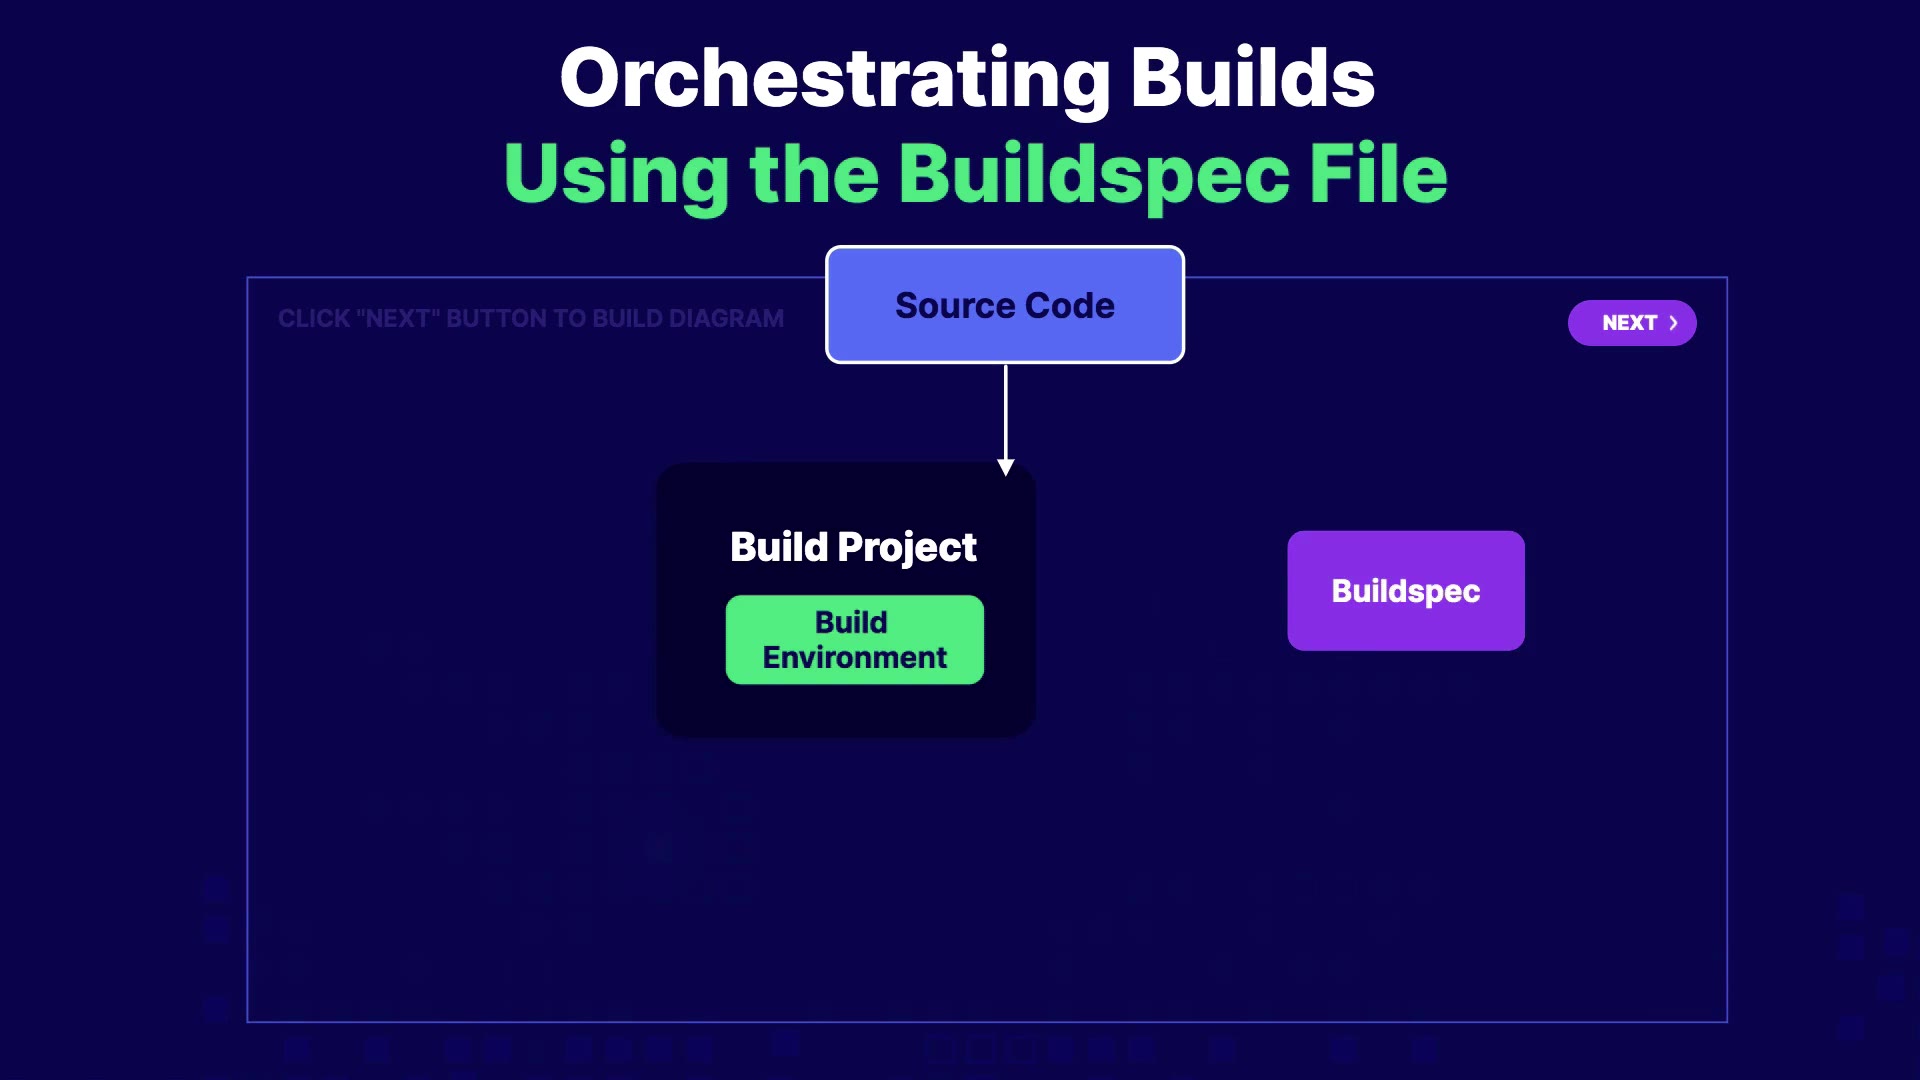 Orchestrating Builds
Using the Buildspec File
CLICK "NEXT" BUTTON TO BUILD DIAGRAM
Source Code
NEXT ›
Build Project
Build
Environment
Buildspec